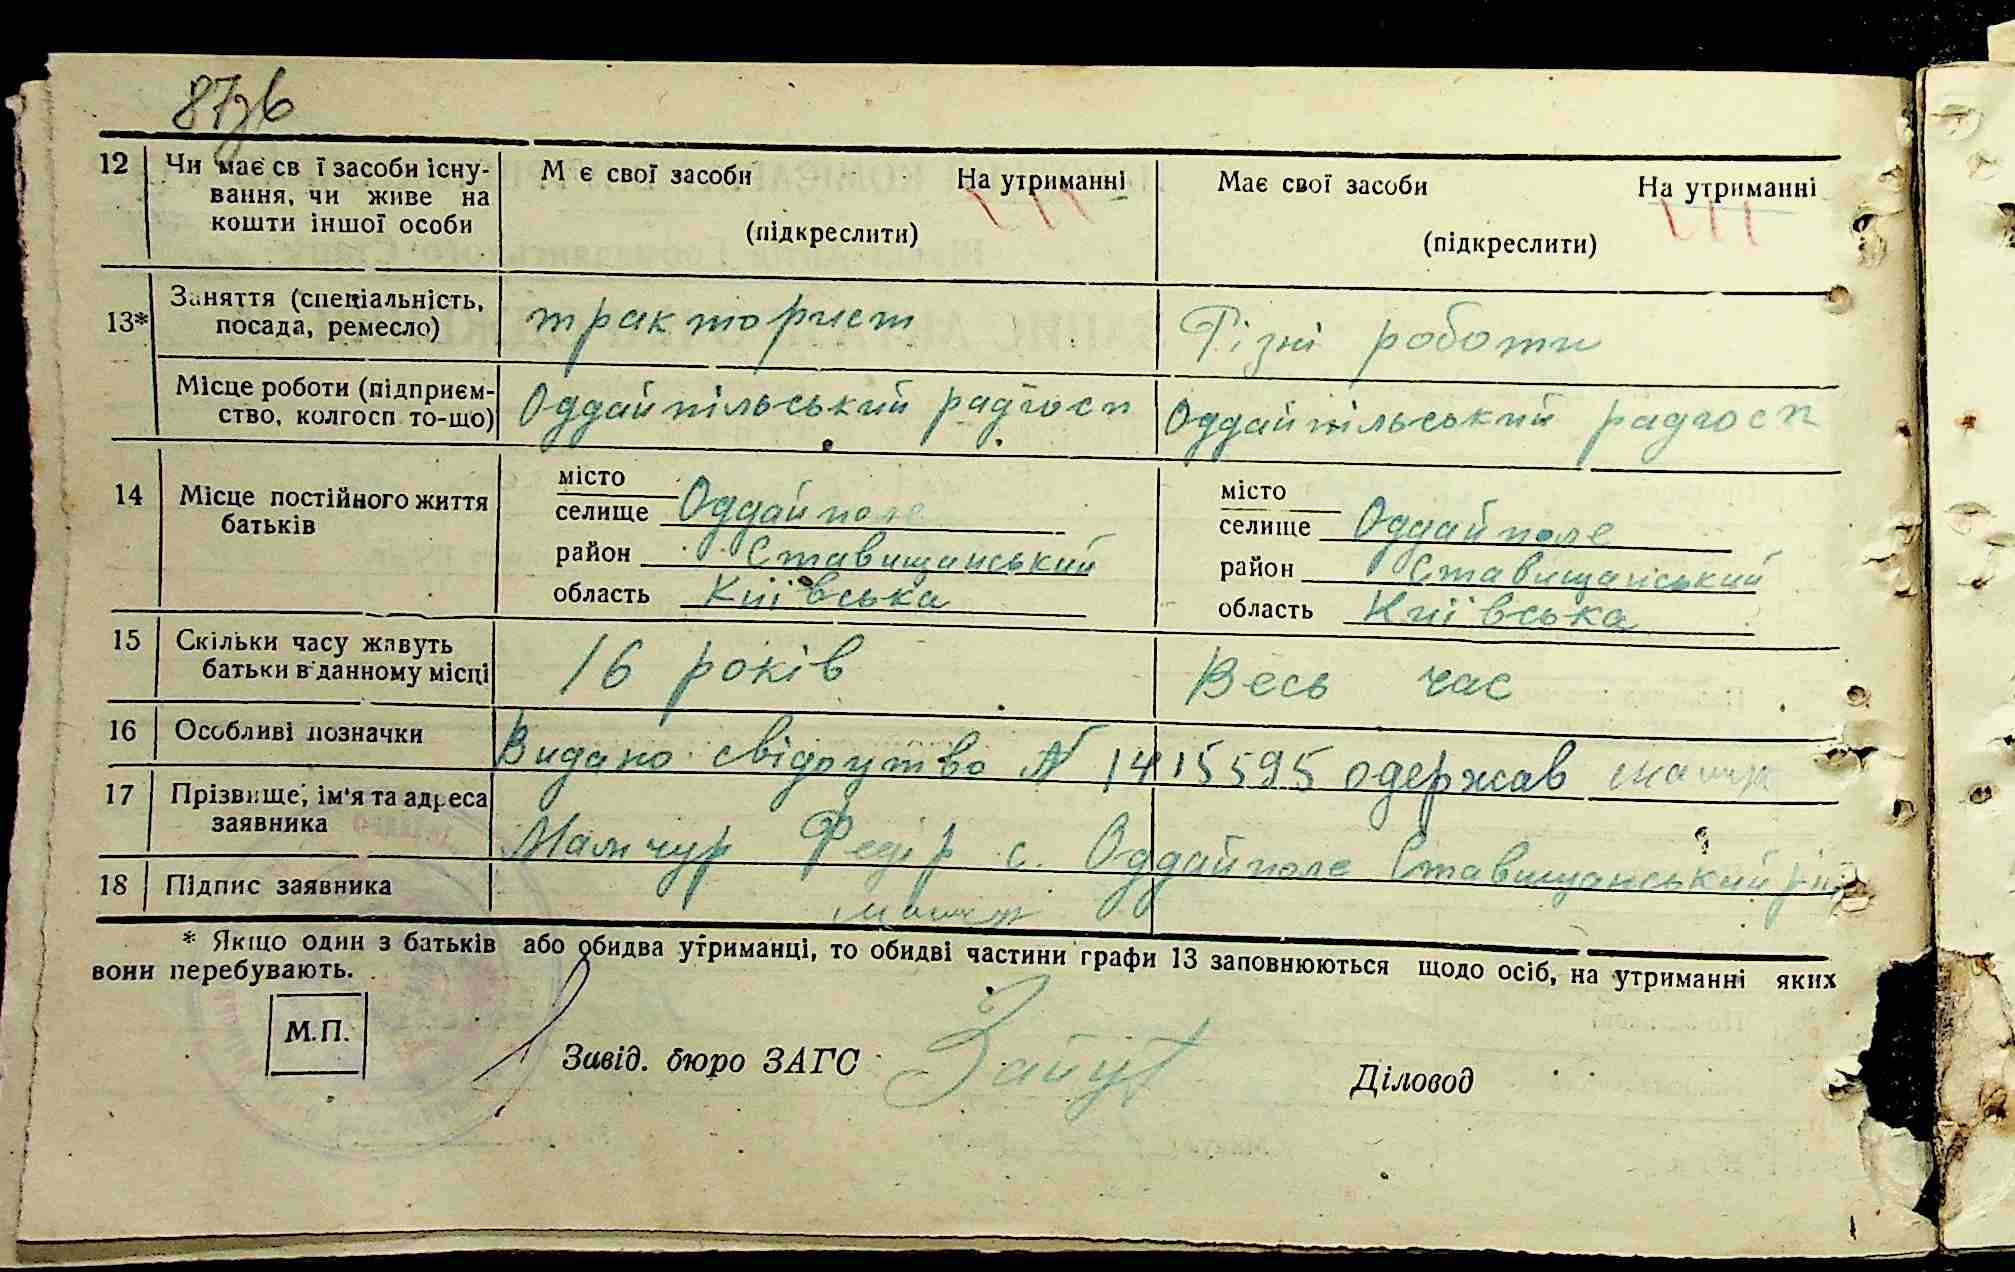 87зв
12 Чи має св ї засоби існу- М є свої засоби На утриманні Має свої засоби На утриманні
вання, чи живе на
кошти іншої особи (підкреслити) (підкреслити)
13* Заняття (спеціальність, тракторист Різні роботи
посада, ремесло)
Місце роботи (підприєм- Оддайпільський радгосп Оддайпільський радгосп
ство, колгосп то-що)
14 Місце постійного життя місто місто
батьків селище Оддайполе селище Оддайполе
район Ставищанський район Ставищанський
область Київська область Київська
15 Скільки часу живуть 16 років Весь час
батьки в данному місці
16 Особливі позначки Видано свідоцтво № 1415595 одержав
17 Прізвище, ім'я та адреса Федір с. Оддайполе Ставищанський
заявника
18 Підпис заявника
* Якщо один з батьків або обидва утриманці, то обидві частини графи 13 заповнюються щодо осіб, на утриманні яких
вони перебувають.
М.П.
Завід. бюро ЗАГС Діловод